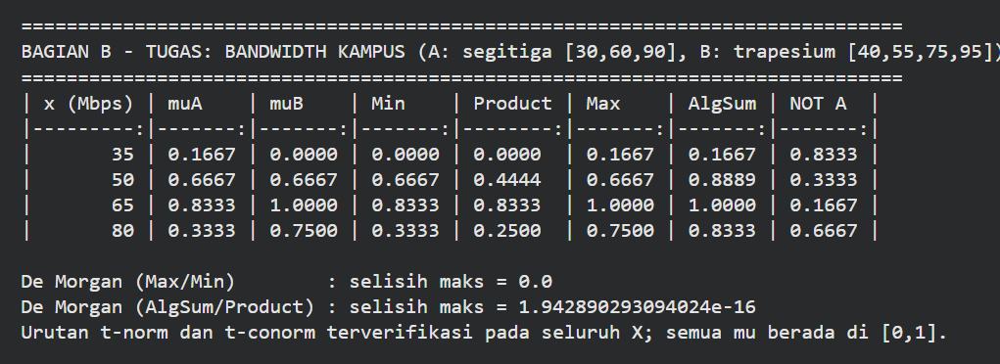 ===========================================================================
BAGIAN B - TUGAS: BANDWIDTH KAMPUS (A: segitiga [30,60,90], B: trapesium [40,55,75,95])
===========================================================================
| x (Mbps) | muA    | muB    | Min    | Product | Max    | AlgSum | NOT A  |
|---------:|-------:|-------:|-------:|--------:|-------:|-------:|-------:|
|       35 | 0.1667 | 0.0000 | 0.0000 | 0.0000  | 0.1667 | 0.1667 | 0.8333 |
|       50 | 0.6667 | 0.6667 | 0.6667 | 0.4444  | 0.6667 | 0.8889 | 0.3333 |
|       65 | 0.8333 | 1.0000 | 0.8333 | 0.8333  | 1.0000 | 1.0000 | 0.1667 |
|       80 | 0.3333 | 0.7500 | 0.3333 | 0.2500  | 0.7500 | 0.8333 | 0.6667 |
De Morgan (Max/Min)        : selisih maks = 0.0
De Morgan (AlgSum/Product) : selisih maks = 1.942890293094024e-16
Urutan t-norm dan t-conorm terverifikasi pada seluruh X; semua mu berada di [0,1].